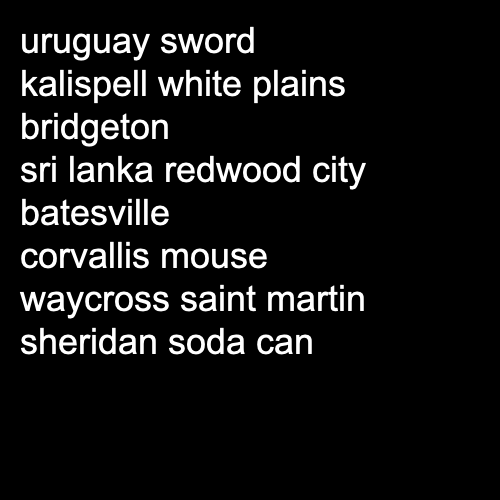 uruguay sword
kalispell white plains
bridgeton
sri lanka redwood city
batesville
corvallis mouse
waycross saint martin
sheridan soda can